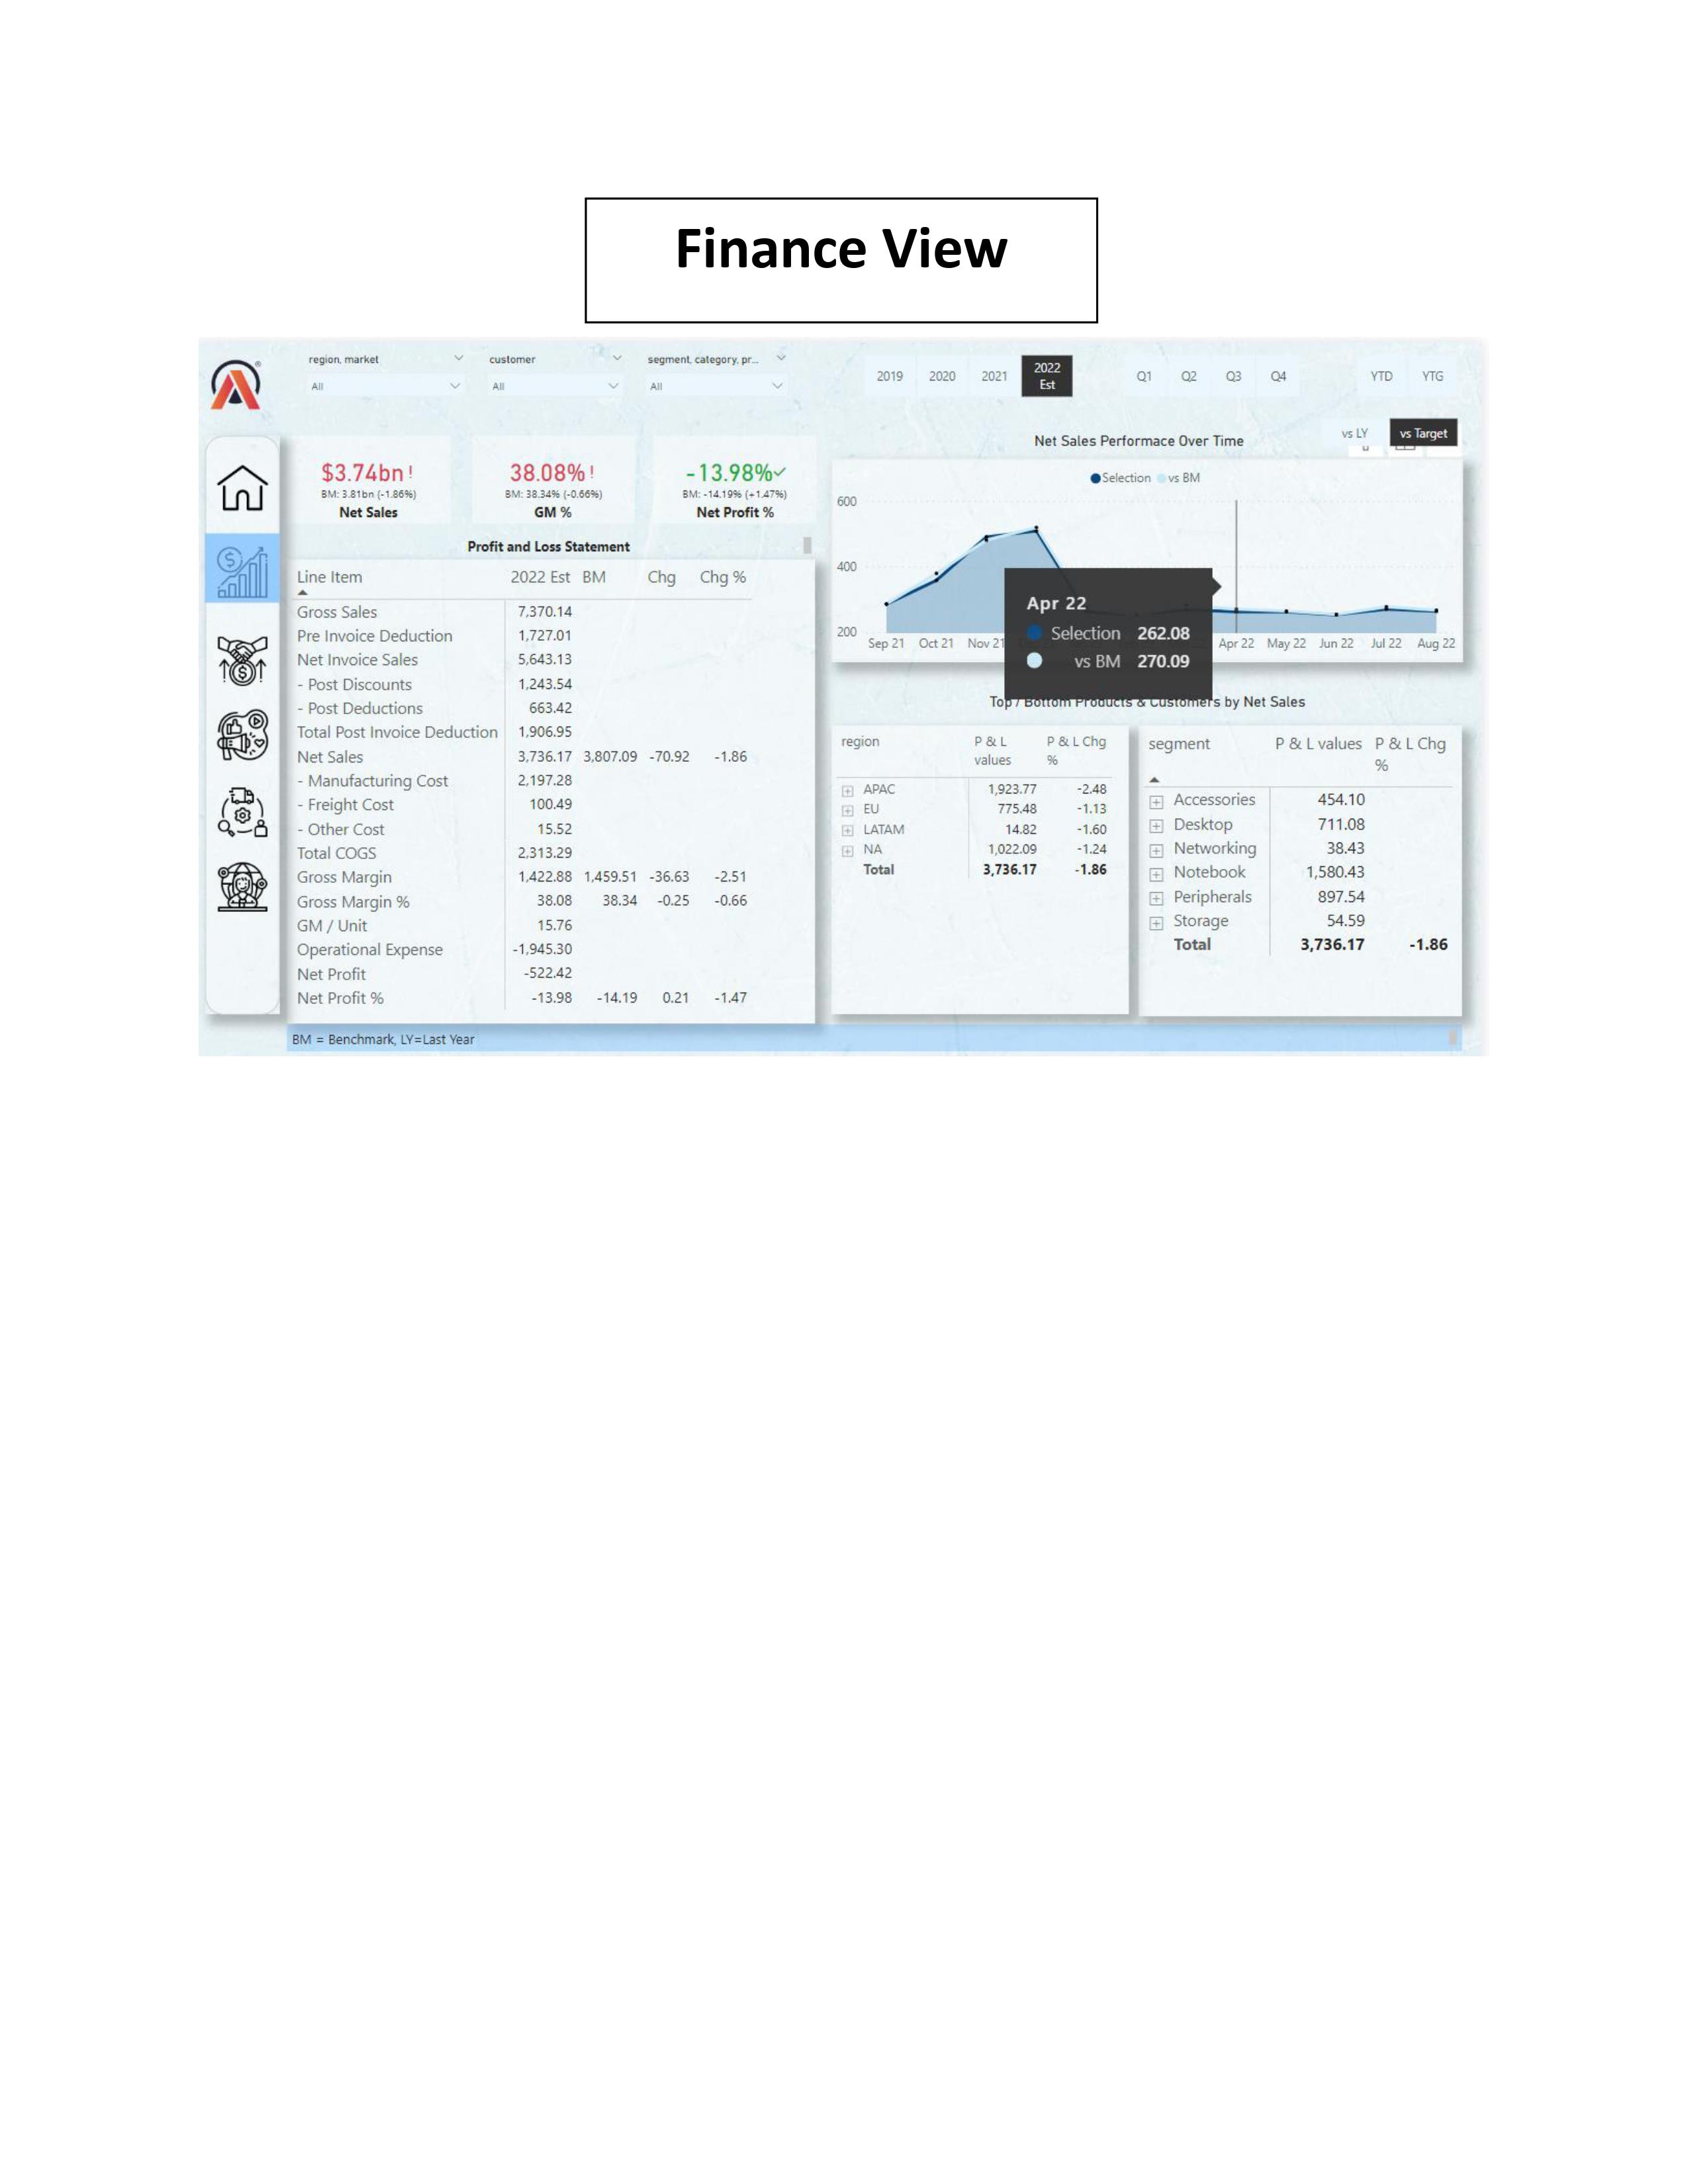 Finance View
region, market
customer
segment, category, pr...
All
All
All
2019 2020 2021 2022 Est
Q1 Q2 Q3 Q4
YTD YTG
vs LY vs Target
$3.74bn !
BM: 3.81bn (-1.86%)
Net Sales
38.08% !
BM: 38.34% (-0.66%)
GM %
-13.98%✓
BM: -14.19% (+1.47%)
Net Profit %
Profit and Loss Statement
Line Item 2022 Est BM Chg Chg %
Gross Sales 7,370.14
Pre Invoice Deduction 1,727.01
Net Invoice Sales 5,643.13
- Post Discounts 1,243.54
- Post Deductions 663.42
Total Post Invoice Deduction 1,906.95
Net Sales 3,736.17 3,807.09 -70.92 -1.86
- Manufacturing Cost 2,197.28
- Freight Cost 100.49
- Other Cost 15.52
Total COGS 2,313.29
Gross Margin 1,422.88 1,459.51 -36.63 -2.51
Gross Margin % 38.08 38.34 -0.25 -0.66
GM / Unit 15.76
Operational Expense -1,945.30
Net Profit -522.42
Net Profit % -13.98 -14.19 0.21 -1.47
Net Sales Performace Over Time
Selection vs BM
600
400
200
Sep 21 Oct 21 Nov 21 Apr 22 May 22 Jun 22 Jul 22 Aug 22
Apr 22
Selection 262.08
vs BM 270.09
Top / Bottom Products & Customers by Net Sales
region P & L values P & L Chg %
APAC 1,923.77 -2.48
EU 775.48 -1.13
LATAM 14.82 -1.60
NA 1,022.09 -1.24
Total 3,736.17 -1.86
segment P & L values P & L Chg %
Accessories 454.10
Desktop 711.08
Networking 38.43
Notebook 1,580.43
Peripherals 897.54
Storage 54.59
Total 3,736.17 -1.86
BM = Benchmark, LY=Last Year